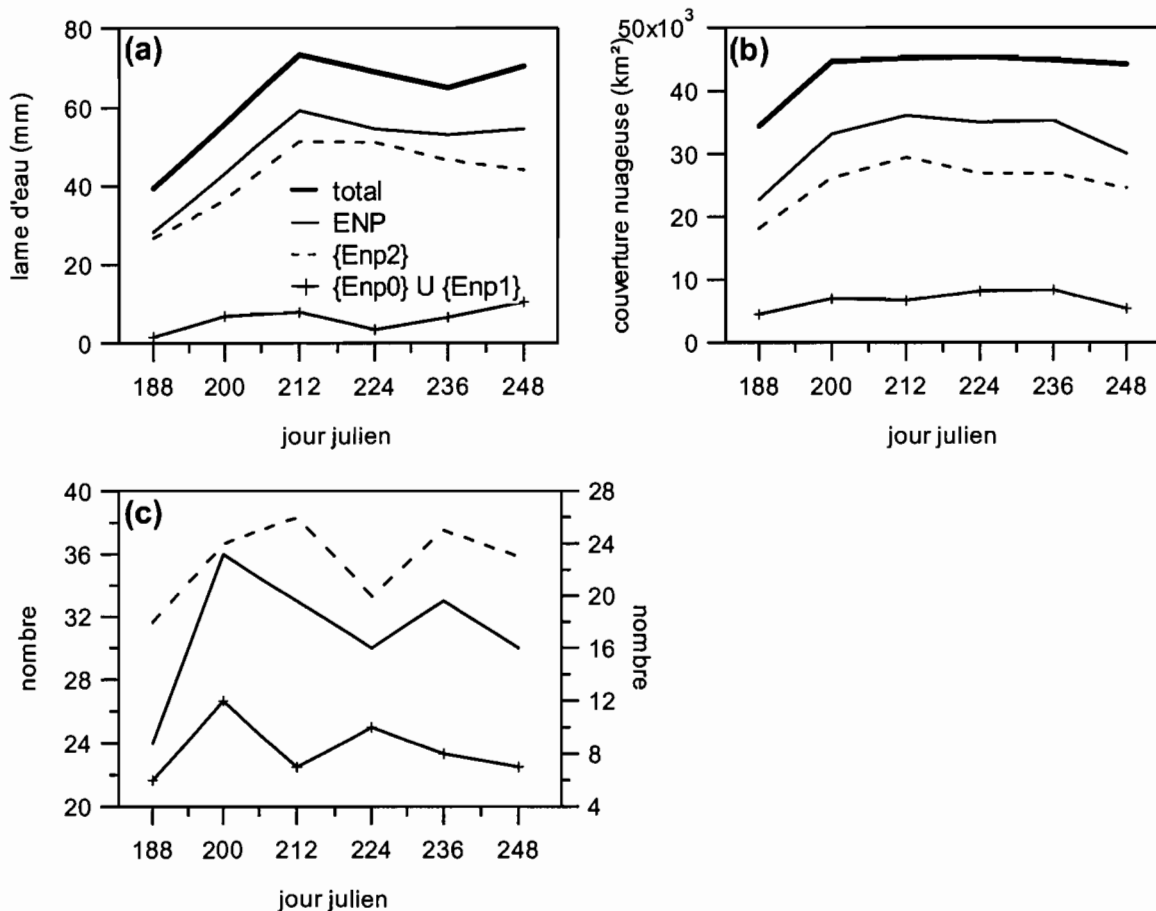 (a)
lame d'eau (mm)
80
60
40
20
0
total
ENP
{Enp2}
{Enp0} U {Enp1}
188 200 212 224 236 248
jour julien
(b)
couverture nuageuse (km²)
50x10³
40
30
20
10
0
188 200 212 224 236 248
jour julien
(c)
nombre
40
36
32
28
24
20
28
24
20
16
12
8
4
nombre
188 200 212 224 236 248
jour julien